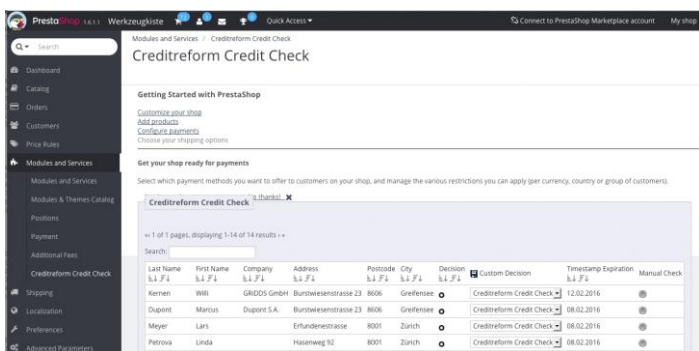 PrestaShop 1.6.1.1 Werkzeugkiste Quick Access Connect to PrestaShop Marketplace account My shop
Search
Dashboard
Catalog
Orders
Customers
Price Rules
Modules and Services
Modules and Services
Modules & Themes Catalog
Positions
Payment
Additional Fees
Creditreform Credit Check
Shipping
Localization
Preferences
Advanced Parameters
Modules and Services / Creditreform Credit Check
Creditreform Credit Check
Getting Started with PrestaShop
Customize your shop
Add products
Configure payments
Choose your shipping options
Get your shop ready for payments
Select which payment methods you want to offer to customers on your shop, and manage the various restrictions you can apply (per currency, country or group of customers).
thanks!
Creditreform Credit Check
1 of 1 pages, displaying 1-14 of 14 results
Search:
Last Name First Name Company Address Postcode City Decision Custom Decision Timestamp Expiration Manual Check
Kernen Willi GRIDDS GmbH Burstwiesenstrasse 23 8606 Greifensee Creditreform Credit Check 12.02.2016
Dupont Marcus Dupont S.A. Burstwiesenstrasse 23 8606 Greifensee Creditreform Credit Check 08.02.2016
Meyer Lars Erfundenestrasse 8001 Zürich Creditreform Credit Check 08.02.2016
Petrova Linda Hasenweg 92 8001 Zürich Creditreform Credit Check 08.02.2016